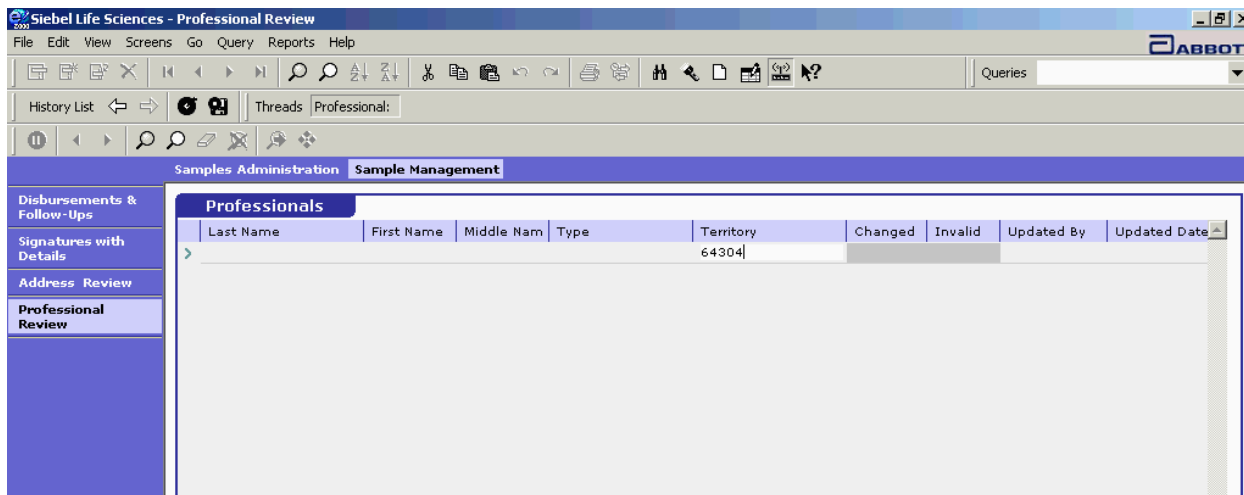 Siebel Life Sciences - Professional Review
File Edit View Screens Go Query Reports Help
ABBOT
Queries
History List Threads Professional:
Samples Administration Sample Management
Disbursements &
Follow-Ups
Signatures with
Details
Address Review
Professional
Review
Professionals
Last Name First Name Middle Nam Type Territory Changed Invalid Updated By Updated Date
64304